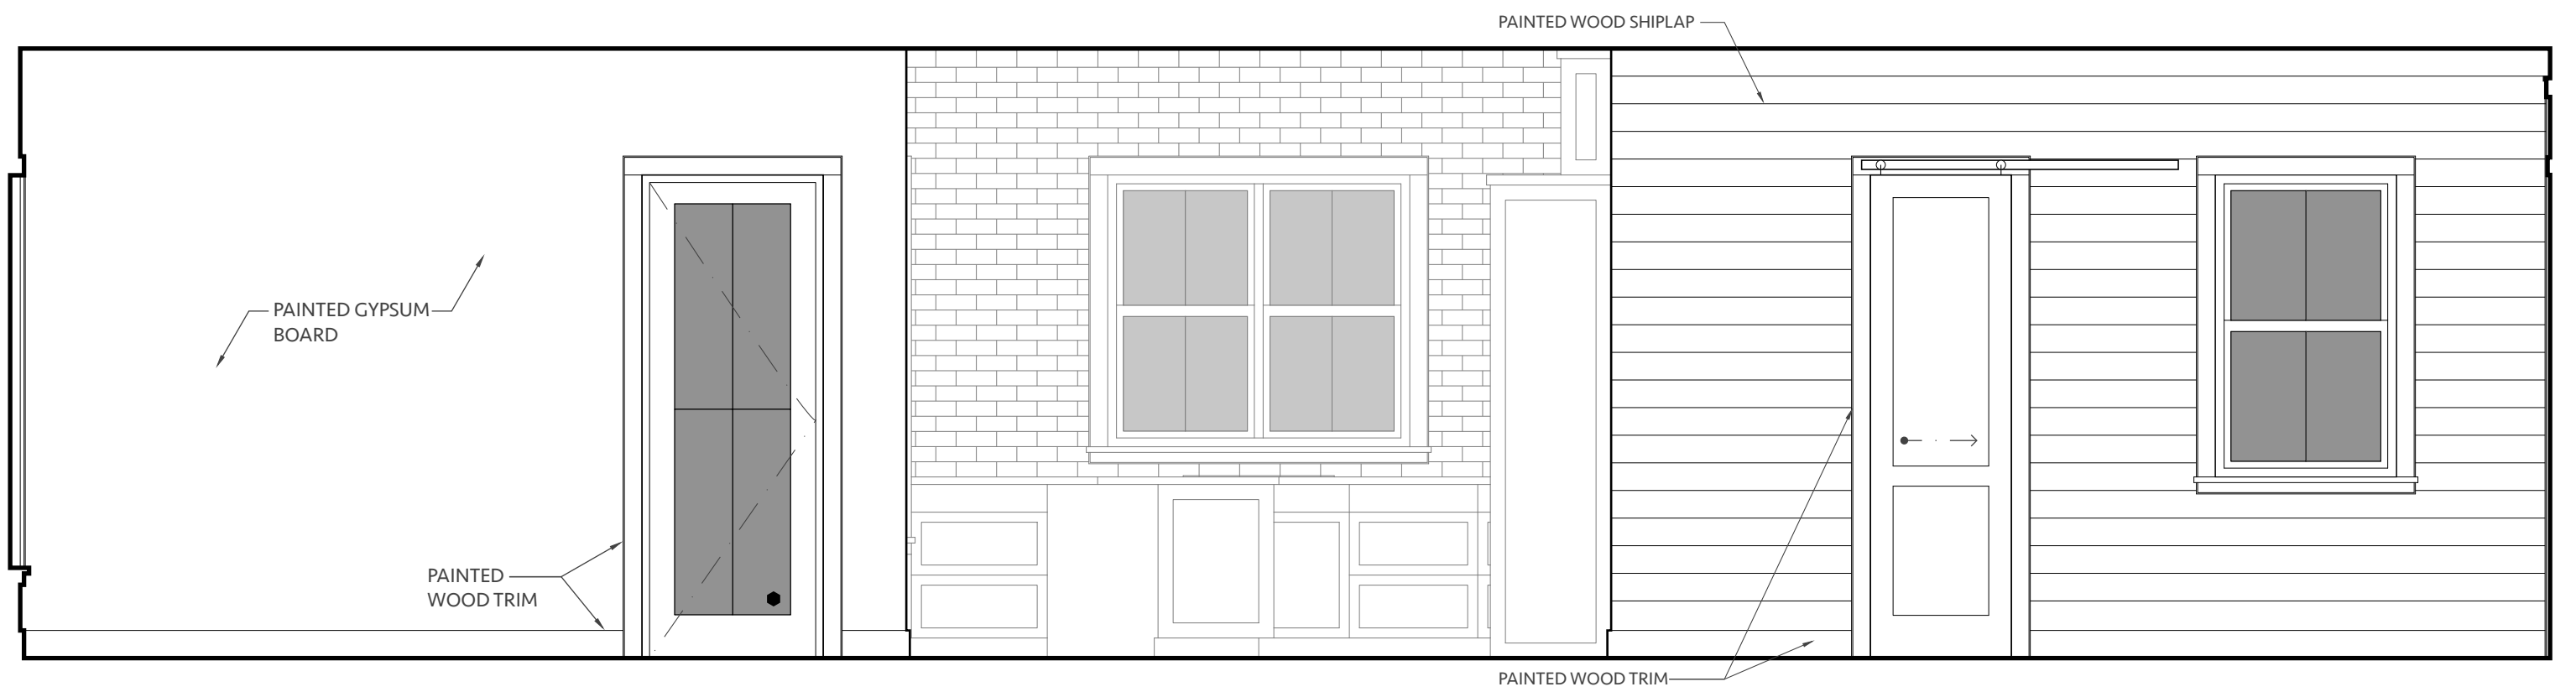 PAINTED WOOD SHIPLAP
PAINTED GYPSUM
BOARD
PAINTED
WOOD TRIM
PAINTED WOOD TRIM